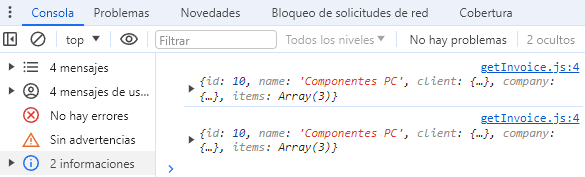 Consola Problemas Novedades Bloqueo de solicitudes de red Cobertura
top Filtrar Todos los niveles No hay problemas 2 ocultos
4 mensajes
4 mensajes de us...
No hay errores
Sin advertencias
2 informaciones
getInvoice.js:4
{id: 10, name: 'Componentes PC', client: {…}, company:
{…}, items: Array(3)}
getInvoice.js:4
{id: 10, name: 'Componentes PC', client: {…}, company:
{…}, items: Array(3)}